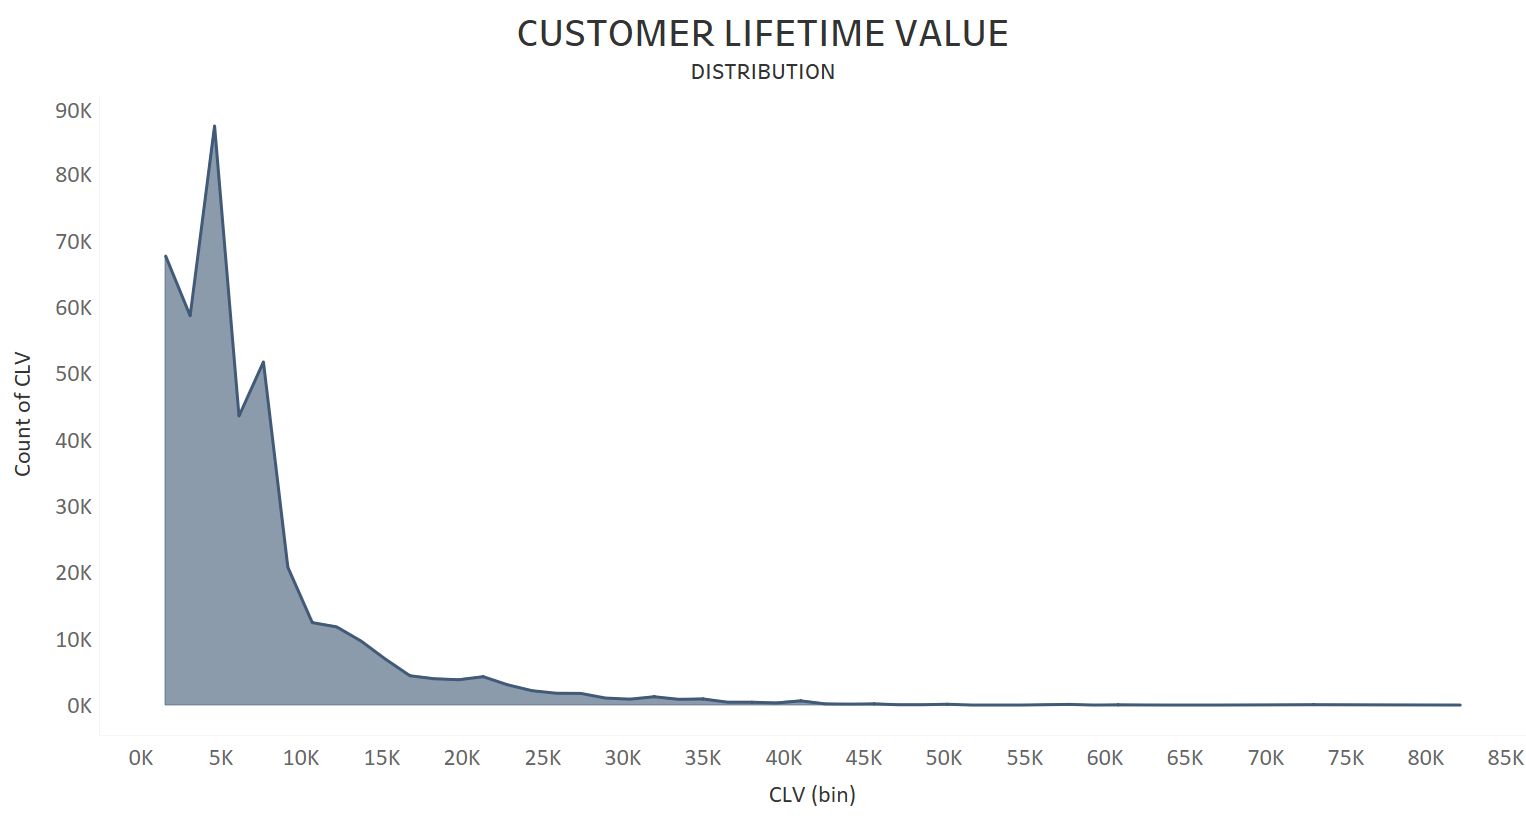 CUSTOMER LIFETIME VALUE
DISTRIBUTION
90K
80K
70K
60K
50K
40K
30K
20K
10K
0K
Count of CLV
0K 5K 10K 15K 20K 25K 30K 35K 40K 45K 50K 55K 60K 65K 70K 75K 80K 85K
CLV (bin)